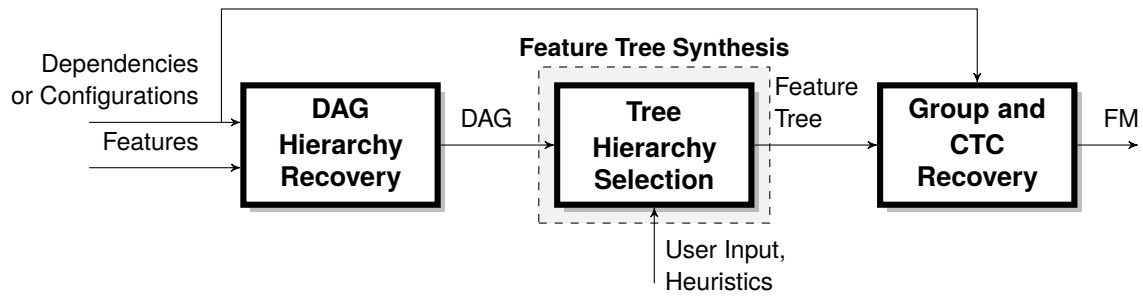 Feature Tree Synthesis
Dependencies
or Configurations
Features
DAG
Hierarchy
Recovery
DAG
Tree
Hierarchy
Selection
Feature
Tree
Group and
CTC
Recovery
FM
User Input,
Heuristics